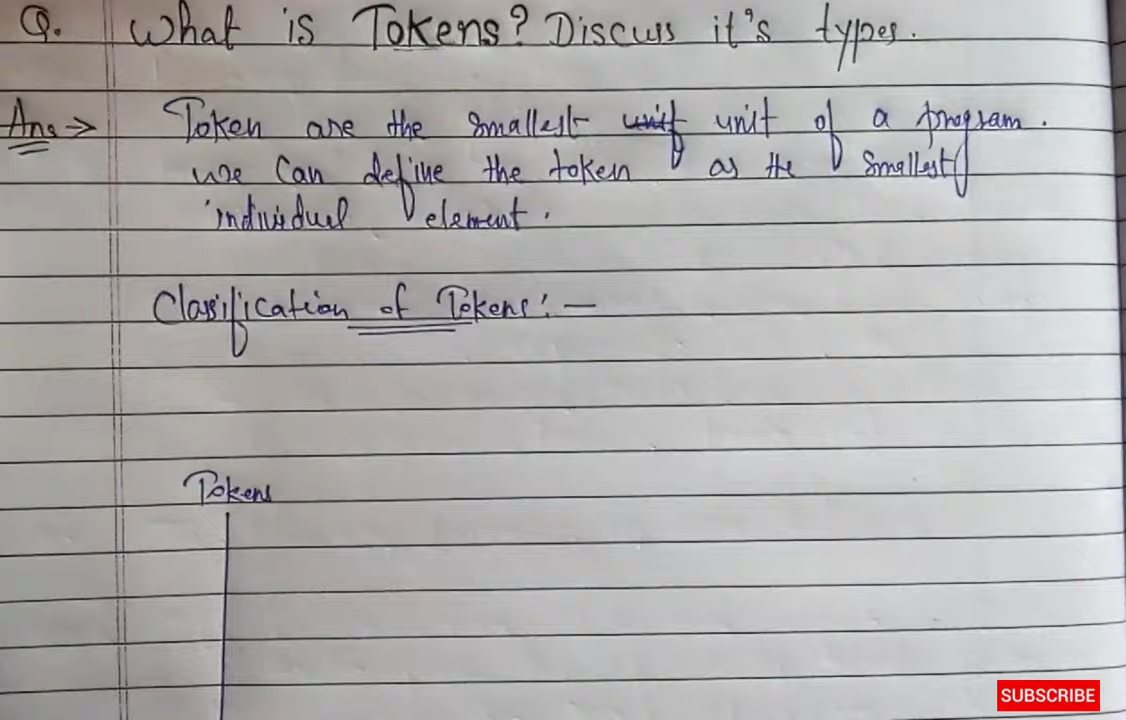 Q. What is Tokens? Discuss it's types.
Ans → Token are the smallest unit unit of a program.
we can define the token as the smallest
individuel element.
Classification of Tokens:-
Tokens
SUBSCRIBE